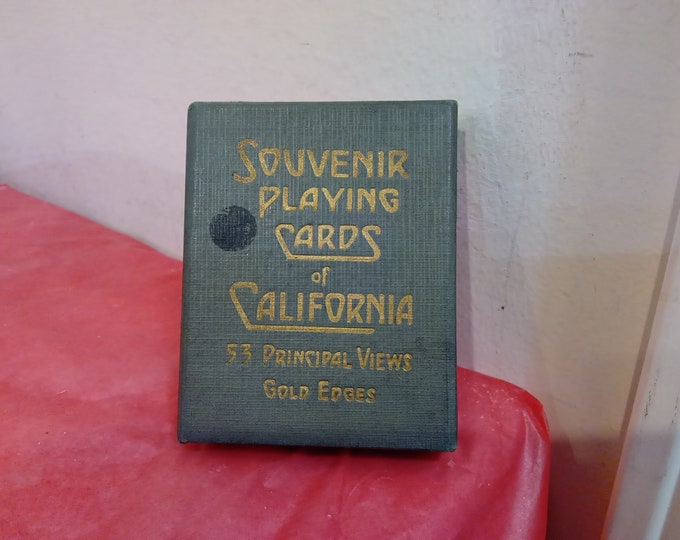 SOUVENIR
PLAYING
CARDS
of
CALIFORNIA
53 PRINCIPAL VIEWS
GOLD EDGES